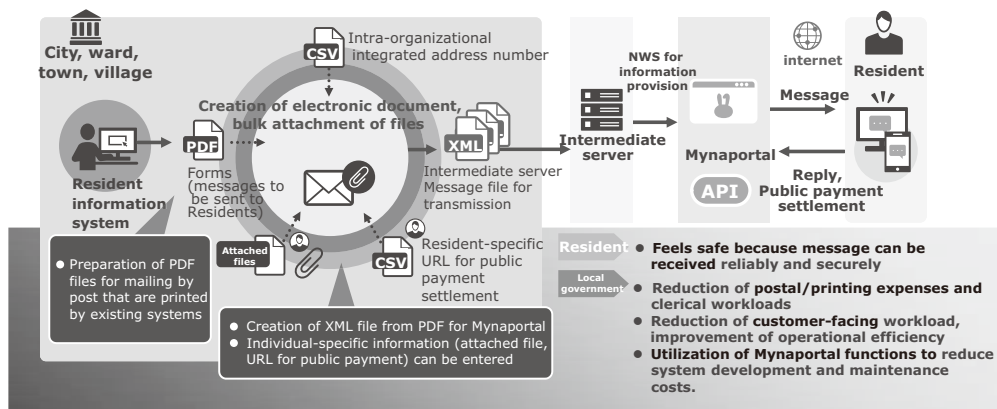 City, ward,
town, village
CSV
Intra-organizational
integrated address number
Creation of electronic document,
bulk attachment of files
PDF
XML
Resident
information
system
Forms
(messages to
be sent to
Residents)
Intermediate server
Message file for
transmission
Attached
files
CSV
Resident-specific
URL for public
payment
settlement
NWS for
information
provision
Intermediate
server
Mynaportal
API
internet
Resident
Message
Reply,
Public payment
settlement
● Preparation of PDF
files for mailing by
post that are printed
by existing systems
● Creation of XML file from PDF for Mynaportal
● Individual-specific information (attached file,
URL for public payment) can be entered
Resident
● Feels safe because message can be
received reliably and securely
Local
government
● Reduction of postal/printing expenses and
clerical workloads
● Reduction of customer-facing workload,
improvement of operational efficiency
● Utilization of Mynaportal functions to reduce
system development and maintenance
costs.